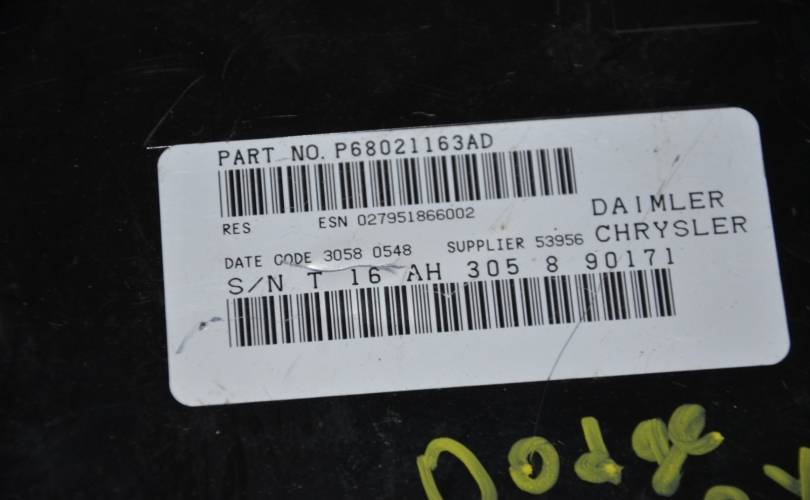 PART NO. P68021163AD
RES ESN 027951866002
DAIMLER
CHRYSLER
DATE CODE 3058 0548 SUPPLIER 53956
S/N T 16 AH 305 8 90171
Dodge